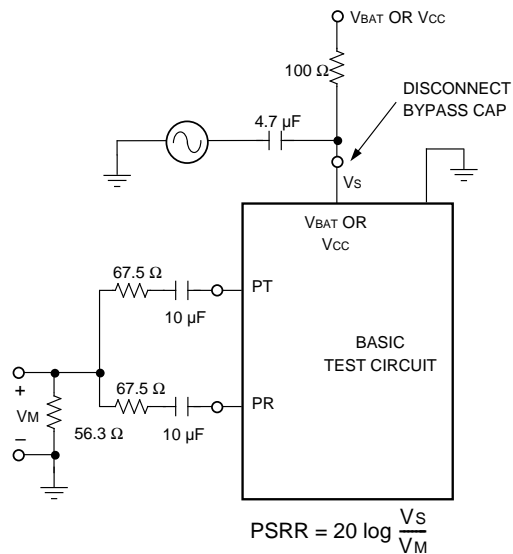 VBAT OR VCC
100 Ω
DISCONNECT
BYPASS CAP
4.7 µF
VS
VBAT OR
VCC
67.5 Ω
PT
10 µF
BASIC
TEST CIRCUIT
67.5 Ω
PR
10 µF
+
VM
56.3 Ω
–
PSRR = 20 log VS
VM